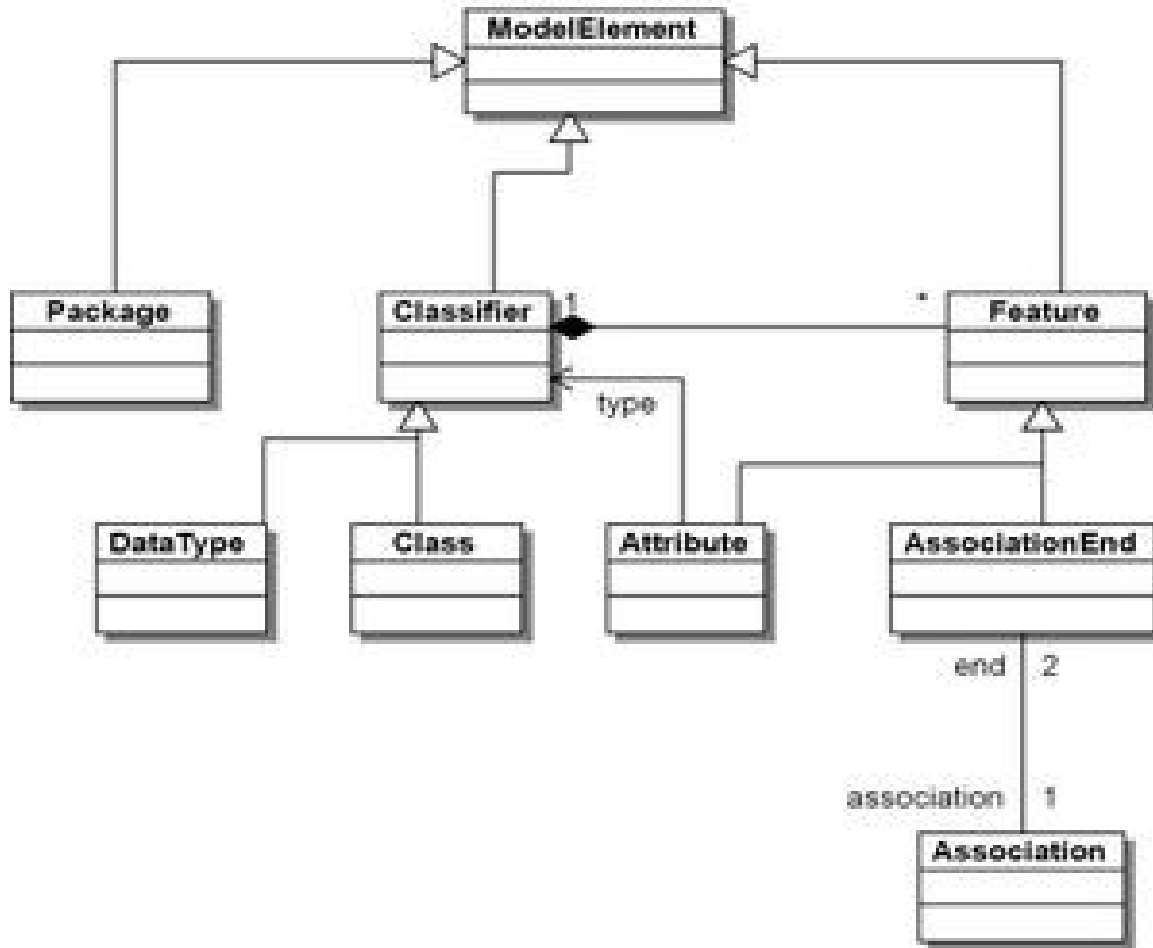 ModelElement
Package
Classifier
1
*
Feature
type
DataType
Class
Attribute
AssociationEnd
end
2
association
1
Association